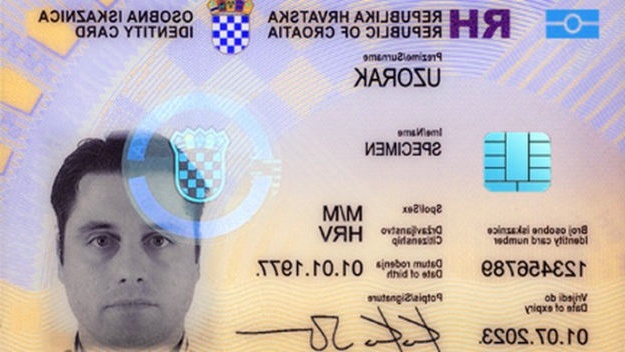 RH
REPUBLIKA HRVATSKA
REPUBLIC OF CROATIA
OSOBNA ISKAZNICA
IDENTITY CARD
Prezime/Surname
UZORAK
Ime/Name
SPECIMEN
Spol/Sex
M/M
Državljanstvo
Citizenship
HRV
Datum rođenja
Date of birth
01.01.1977.
Broj osobne iskaznice
Identity card number
123456789
Vrijedi do
Date of expiry
01.07.2023.
Potpis/Signature